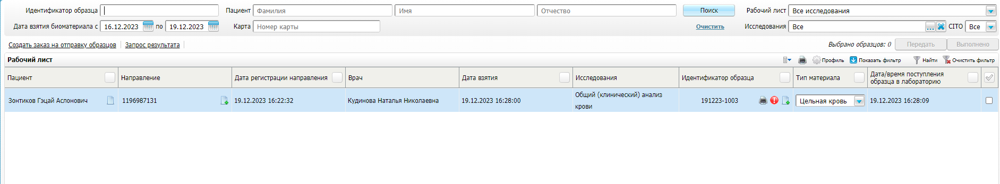 Идентификатор образца Пациент Фамилия Имя Отчество Поиск Рабочий лист Все исследования
Дата взятия биоматериала с 16.12.2023 по 19.12.2023 Карта Номер карты Очистить Исследования Все ... CITO Все
Создать заказ на отправку образцов Запрос результата Выбрано образцов: 0 Передать Выполнено
Рабочий лист Профиль Показать фильтр Найти Очистить фильтр
Пациент Направление Дата регистрации направления Врач Дата взятия Исследования Идентификатор образца Тип материала Дата/время поступления
образца в лабораторию
Зонтиков Гэцай Аслонович 1196987131 19.12.2023 16:22:32 Кудинова Наталья Николаевна 19.12.2023 16:28:00 Общий (клинический) анализ
крови 191223-1003 Цельная кровь 19.12.2023 16:28:09